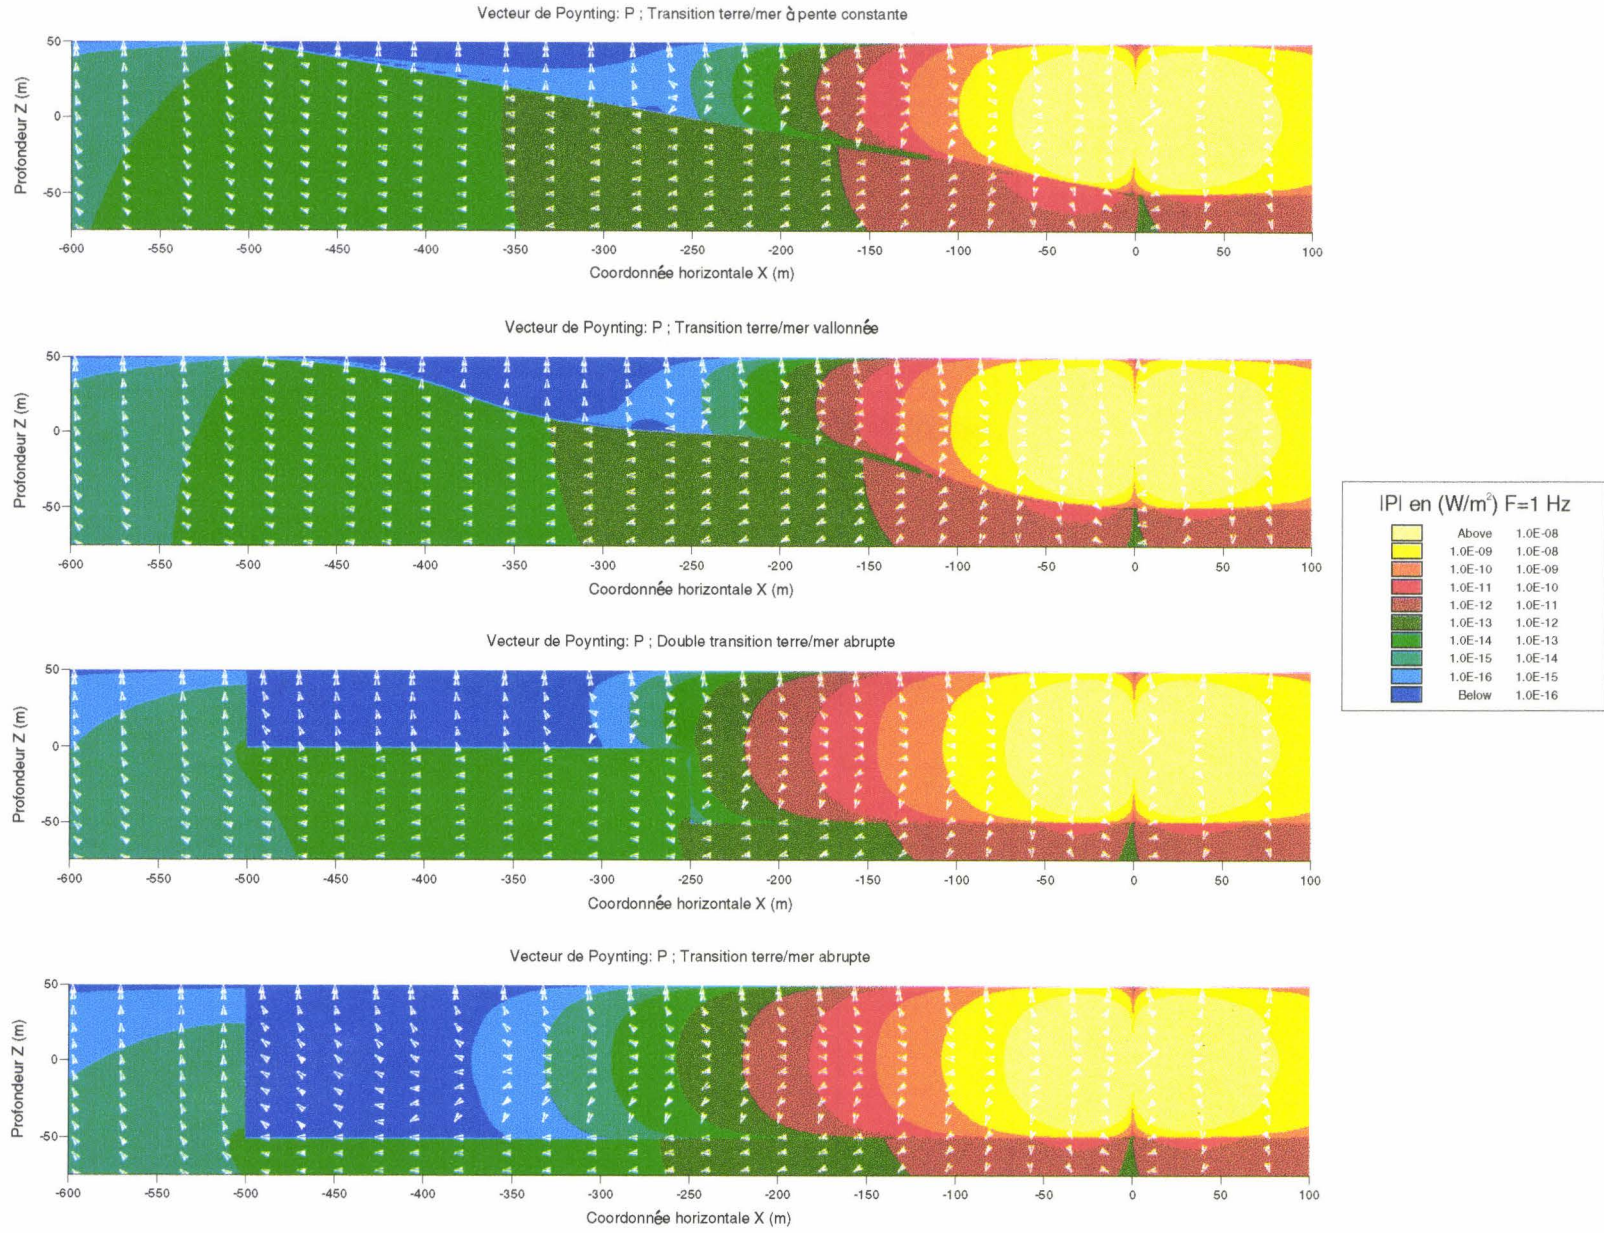 Vecteur de Poynting: P ; Transition terre/mer à pente constante
Profondeur Z (m)
50
0
-50
-600 -550 -500 -450 -400 -350 -300 -250 -200 -150 -100 -50 0 50 100
Coordonnée horizontale X (m)
Vecteur de Poynting: P ; Transition terre/mer vallonnée
Profondeur Z (m)
50
0
-50
-600 -550 -500 -450 -400 -350 -300 -250 -200 -150 -100 -50 0 50 100
Coordonnée horizontale X (m)
|P| en (W/m²) F=1 Hz
Above 1.0E-08
1.0E-09 1.0E-08
1.0E-10 1.0E-09
1.0E-11 1.0E-10
1.0E-12 1.0E-11
1.0E-13 1.0E-12
1.0E-14 1.0E-13
1.0E-15 1.0E-14
1.0E-16 1.0E-15
Below 1.0E-16
Vecteur de Poynting: P ; Double transition terre/mer abrupte
Profondeur Z (m)
50
0
-50
-600 -550 -500 -450 -400 -350 -300 -250 -200 -150 -100 -50 0 50 100
Coordonnée horizontale X (m)
Vecteur de Poynting: P ; Transition terre/mer abrupte
Profondeur Z (m)
50
0
-50
-600 -550 -500 -450 -400 -350 -300 -250 -200 -150 -100 -50 0 50 100
Coordonnée horizontale X (m)